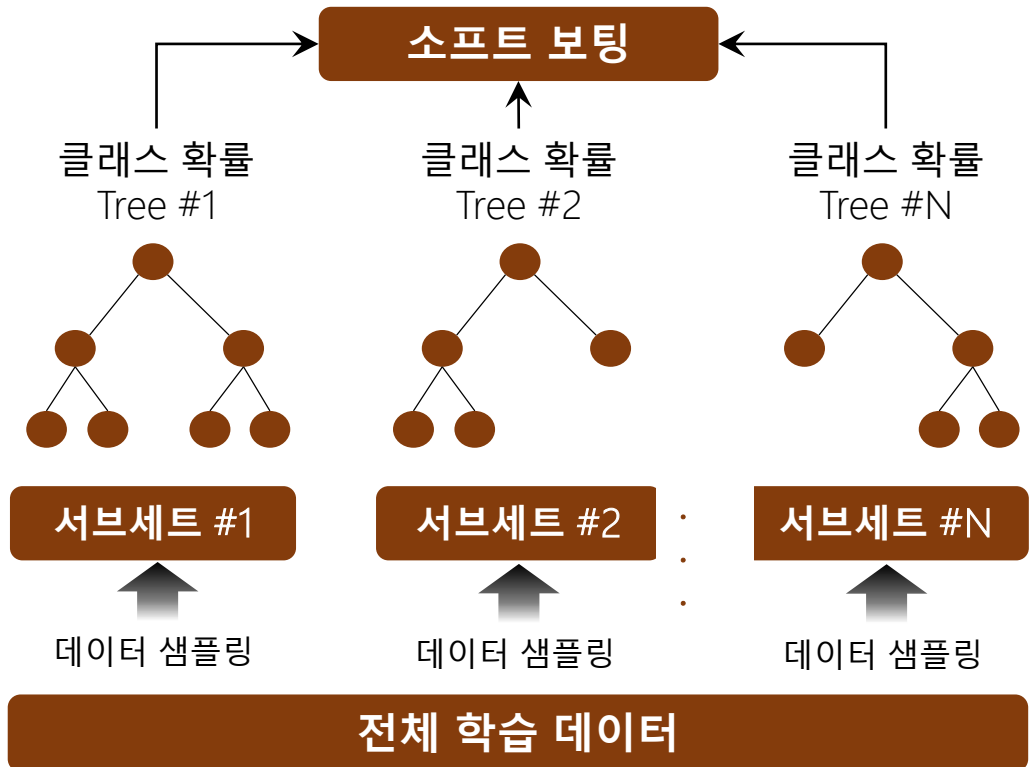 소프트 보팅
클래스 확률
Tree #1
클래스 확률
Tree #2
클래스 확률
Tree #N
서브세트 #1
서브세트 #2
서브세트 #N
데이터 샘플링
데이터 샘플링
데이터 샘플링
전체 학습 데이터